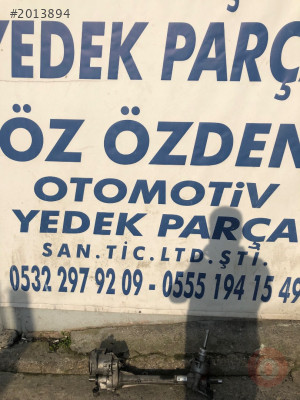 #2013894
YEDEK PARÇ
ÖZ ÖZDEN
OTOMOTİV
YEDEK PARÇA
SAN.TİC.LTD.ŞTİ.
0532 297 92 09 - 0555 194 15 49